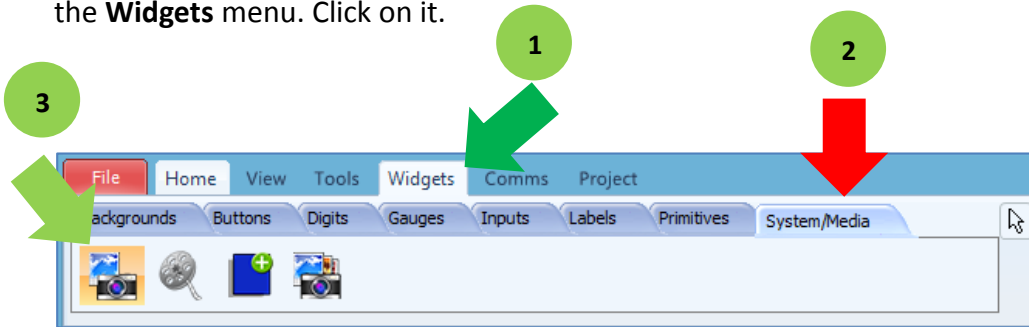 the Widgets menu. Click on it.
1
2
3
File Home View Tools Widgets Comms Project
ackgrounds Buttons Digits Gauges Inputs Labels Primitives System/Media